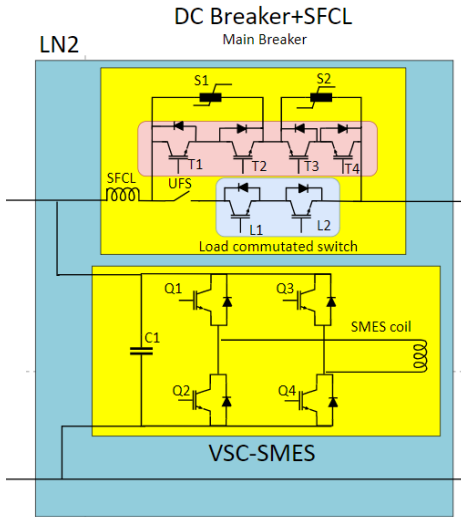 DC Breaker+SFCL
LN2
Main Breaker
S1
S2
T1
T2
T3
T4
SFCL
UFS
L1
L2
Load commutated switch
Q1
Q3
SMES coil
C1
Q2
Q4
VSC-SMES